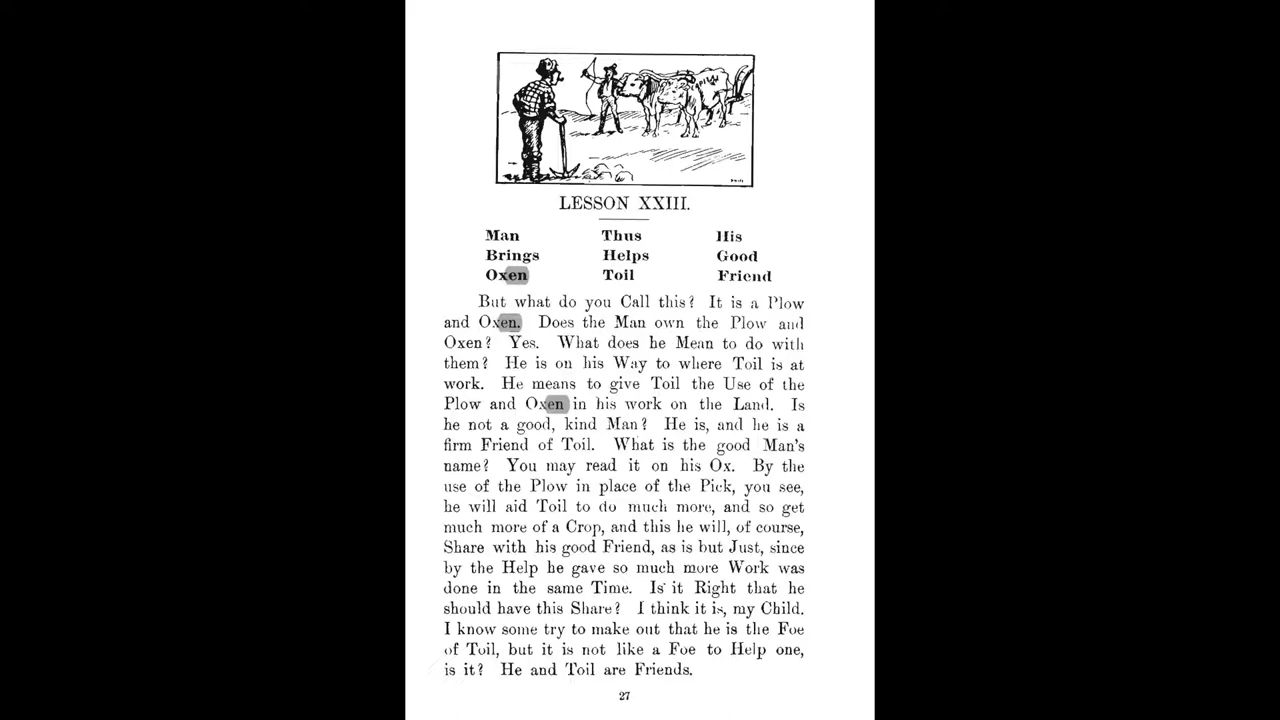 LESSON XXIII.
Man Thus His
Brings Helps Good
Oxen Toil Friend
But what do you Call this? It is a Plow
and Oxen. Does the Man own the Plow and
Oxen? Yes. What does he Mean to do with
them? He is on his Way to where Toil is at
work. He means to give Toil the Use of the
Plow and Oxen in his work on the Land. Is
he not a good, kind Man? He is, and he is a
firm Friend of Toil. What is the good Man's
name? You may read it on his Ox. By the
use of the Plow in place of the Pick, you see,
he will aid Toil to do much more, and so get
much more of a Crop, and this he will, of course,
Share with his good Friend, as is but Just, since
by the Help he gave so much more Work was
done in the same Time. Is it Right that he
should have this Share? I think it is, my Child.
I know some try to make out that he is the Foe
of Toil, but it is not like a Foe to Help one,
is it? He and Toil are Friends.
27